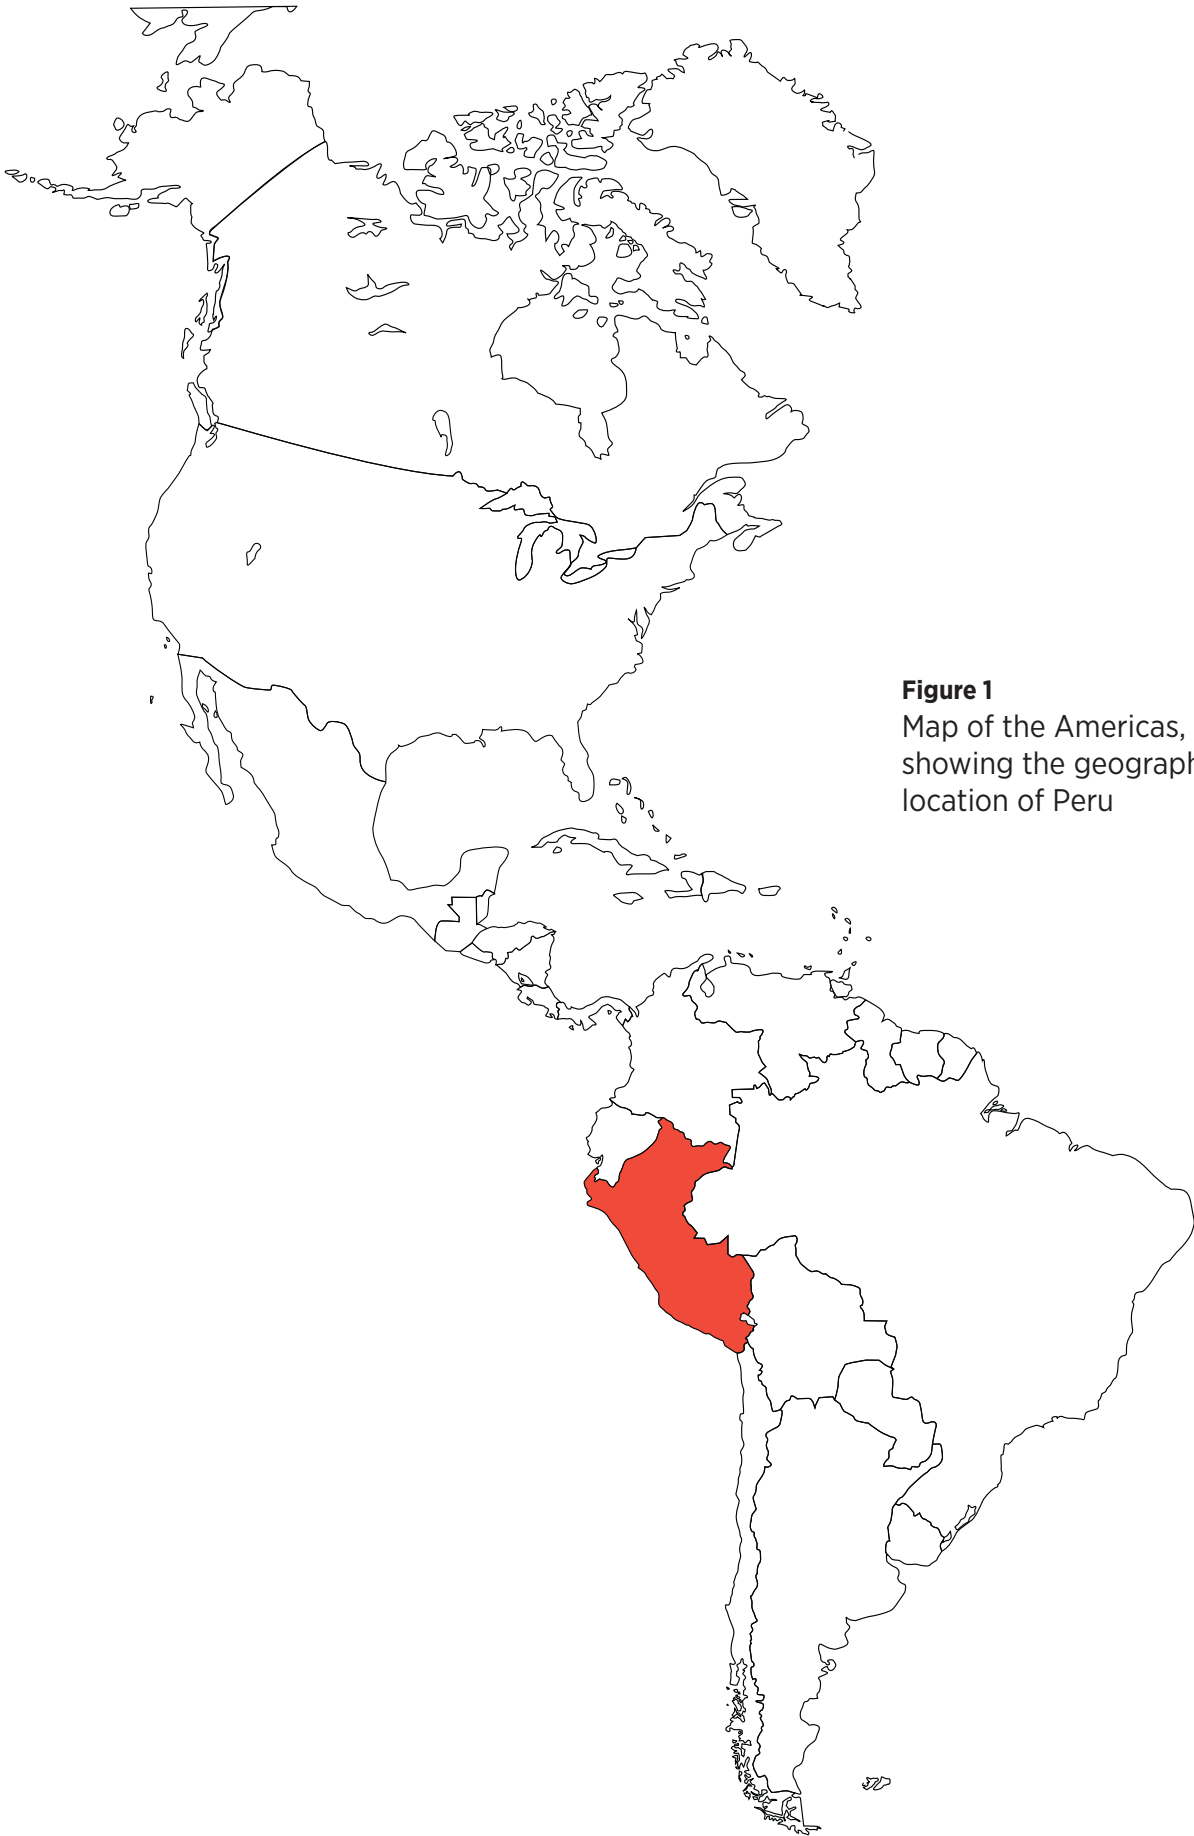 Figure 1
Map of the Americas,
showing the geograph
location of Peru